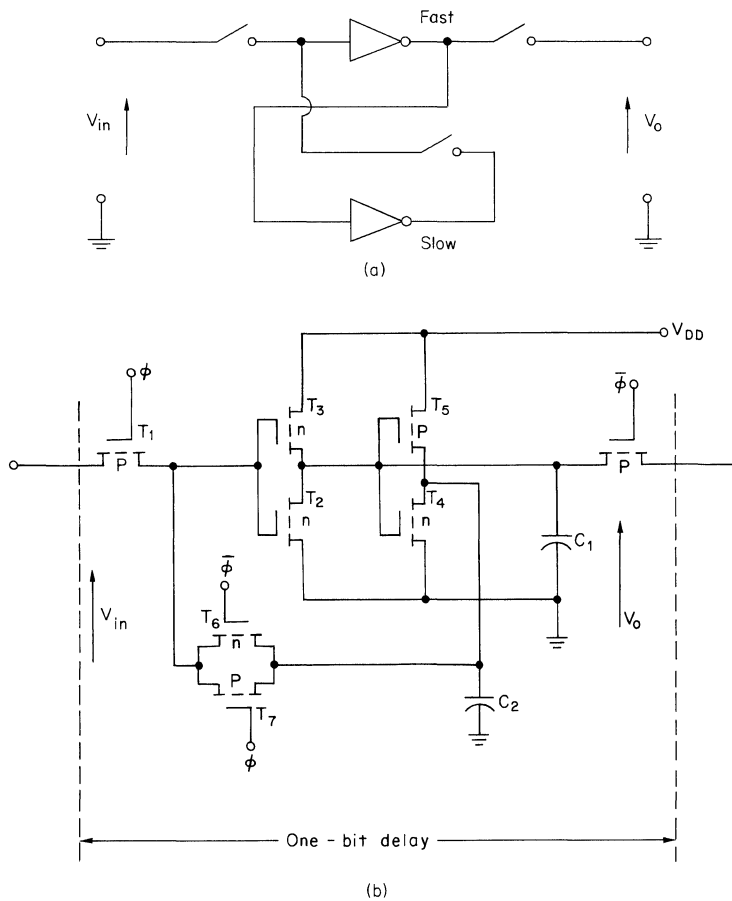 Fast
V_in
V_o
Slow
(a)
V_DD
ϕ
ϕ̅
T_3
T_5
T_1
n
P
P
P
T_2
T_4
n
n
C_1
ϕ̅
V_in
T_6
V_o
n
P
C_2
T_7
ϕ
One-bit delay
(b)